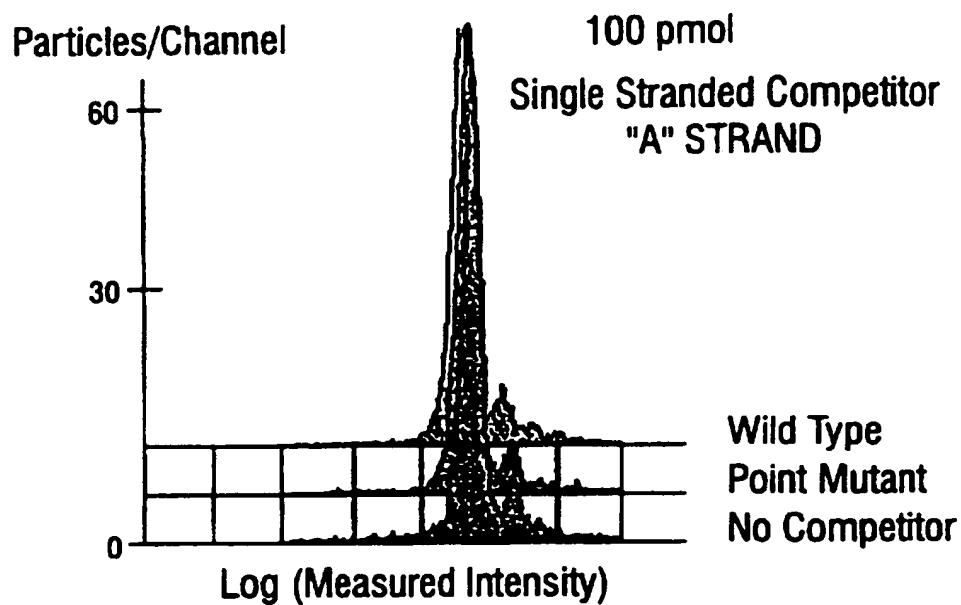 Particles/Channel
100 pmol
Single Stranded Competitor
"A" STRAND
60
30
0
Wild Type
Point Mutant
No Competitor
Log (Measured Intensity)